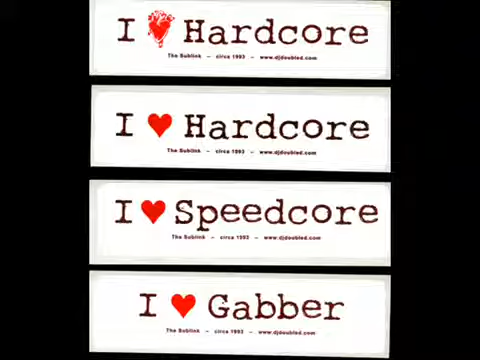 I ♥ Hardcore
The Sublink – circa 1993 – www.djdoubled.com
I ♥ Hardcore
The Sublink – circa 1993 – www.djdoubled.com
I ♥ Speedcore
The Sublink – circa 1993 – www.djdoubled.com
I ♥ Gabber
The Sublink – circa 1993 – www.djdoubled.com